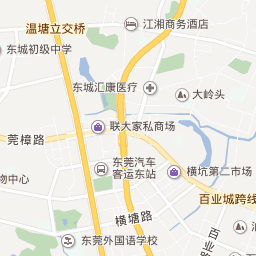 江湘商务酒店
温塘立交桥
东城初级中学
东城汇康医疗
大岭头
莞樟路
联大家私商场
东莞汽车
客运东站
横坑第二市场
物中心
百业城跨线
横塘路
百业路
东莞外国语学校